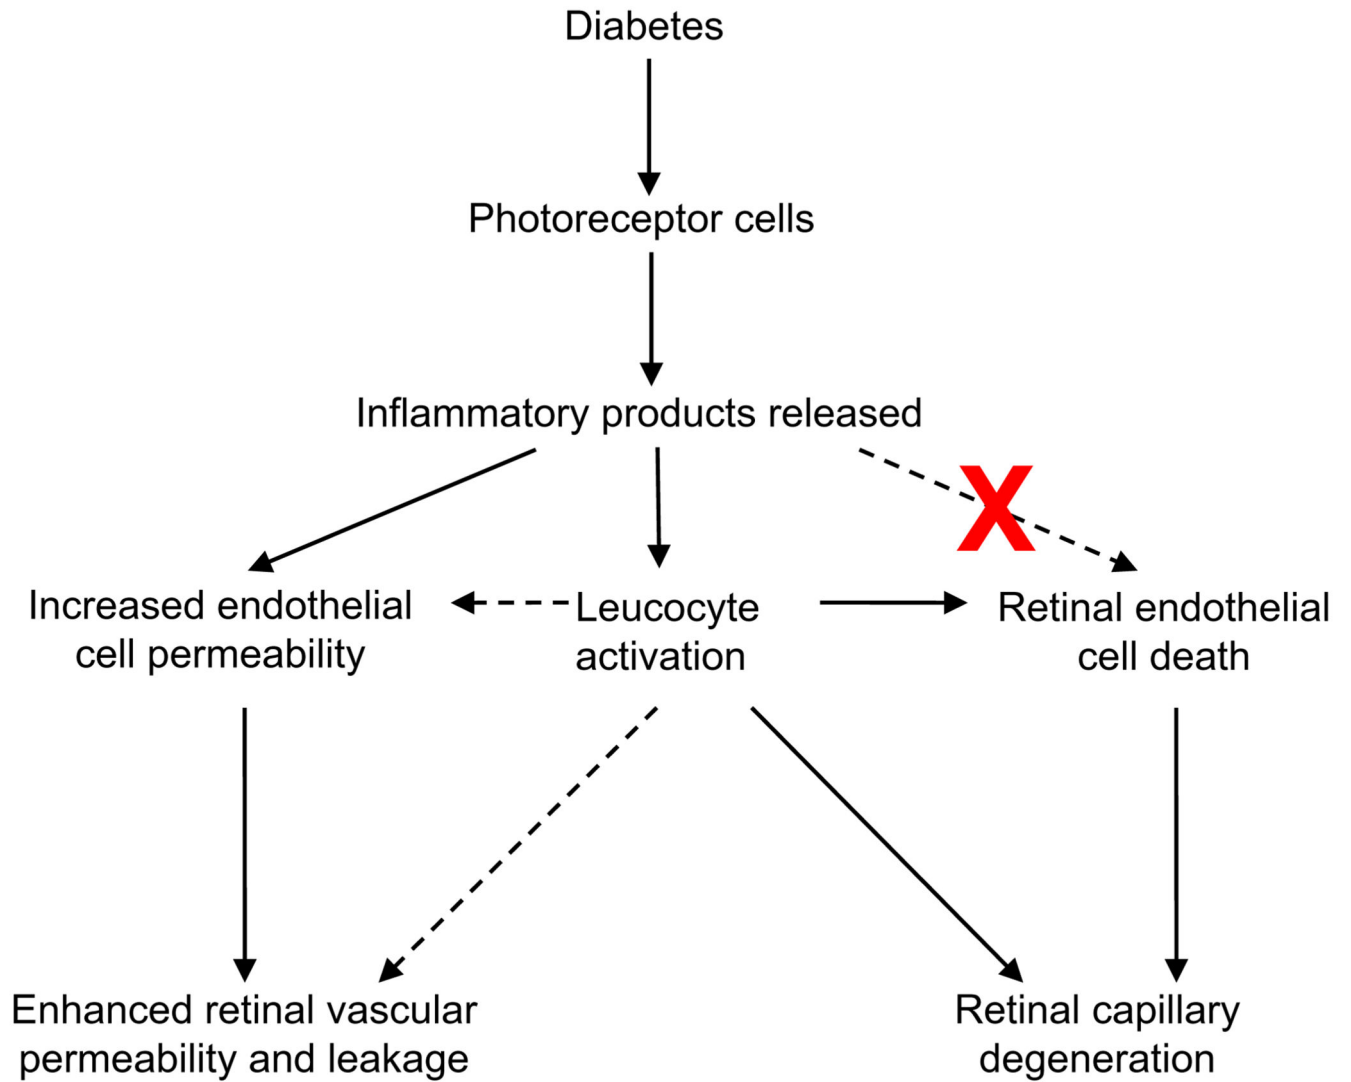 Diabetes
Photoreceptor cells
Inflammatory products released
X
Increased endothelial
cell permeability
Leucocyte
activation
Retinal endothelial
cell death
Enhanced retinal vascular
permeability and leakage
Retinal capillary
degeneration